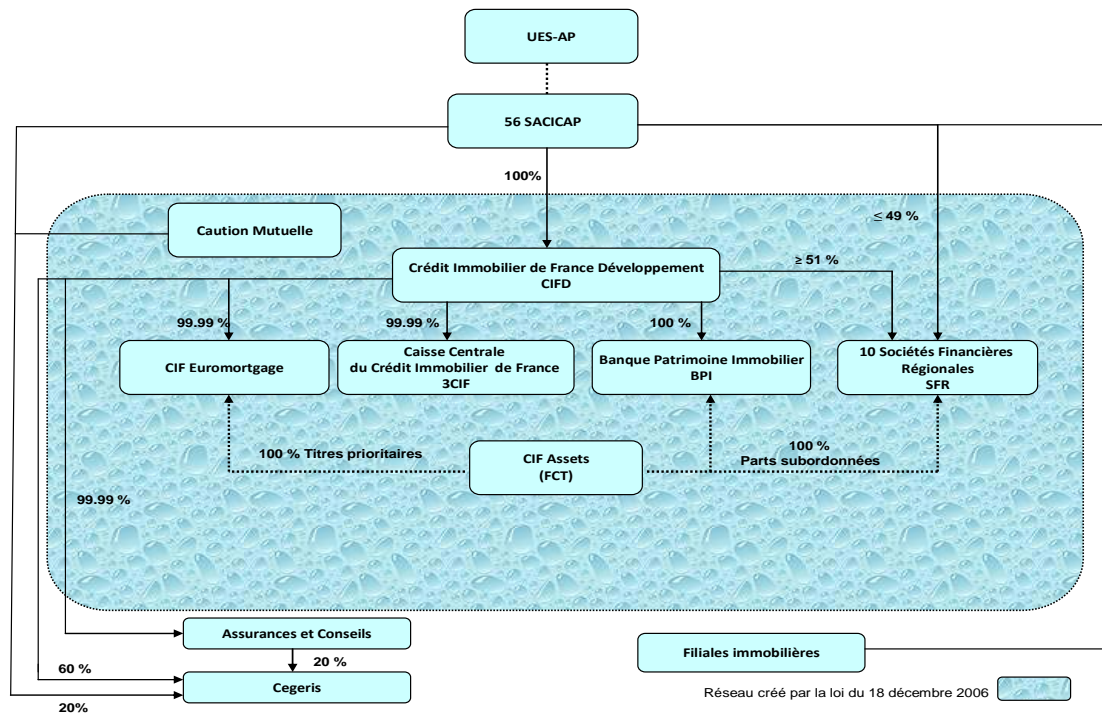 UES-AP
56 SACICAP
100%
≤ 49 %
Caution Mutuelle
Crédit Immobilier de France Développement
CIFD
≥ 51 %
99.99 %
99.99 %
100 %
CIF Euromortgage
Caisse Centrale
du Crédit Immobilier de France
3CIF
Banque Patrimoine Immobilier
BPI
10 Sociétés Financières
Régionales
SFR
100 % Titres prioritaires
CIF Assets
(FCT)
100 %
Parts subordonnées
99.99 %
Assurances et Conseils
20 %
60 %
Cegeris
20%
Filiales immobilières
Réseau créé par la loi du 18 décembre 2006